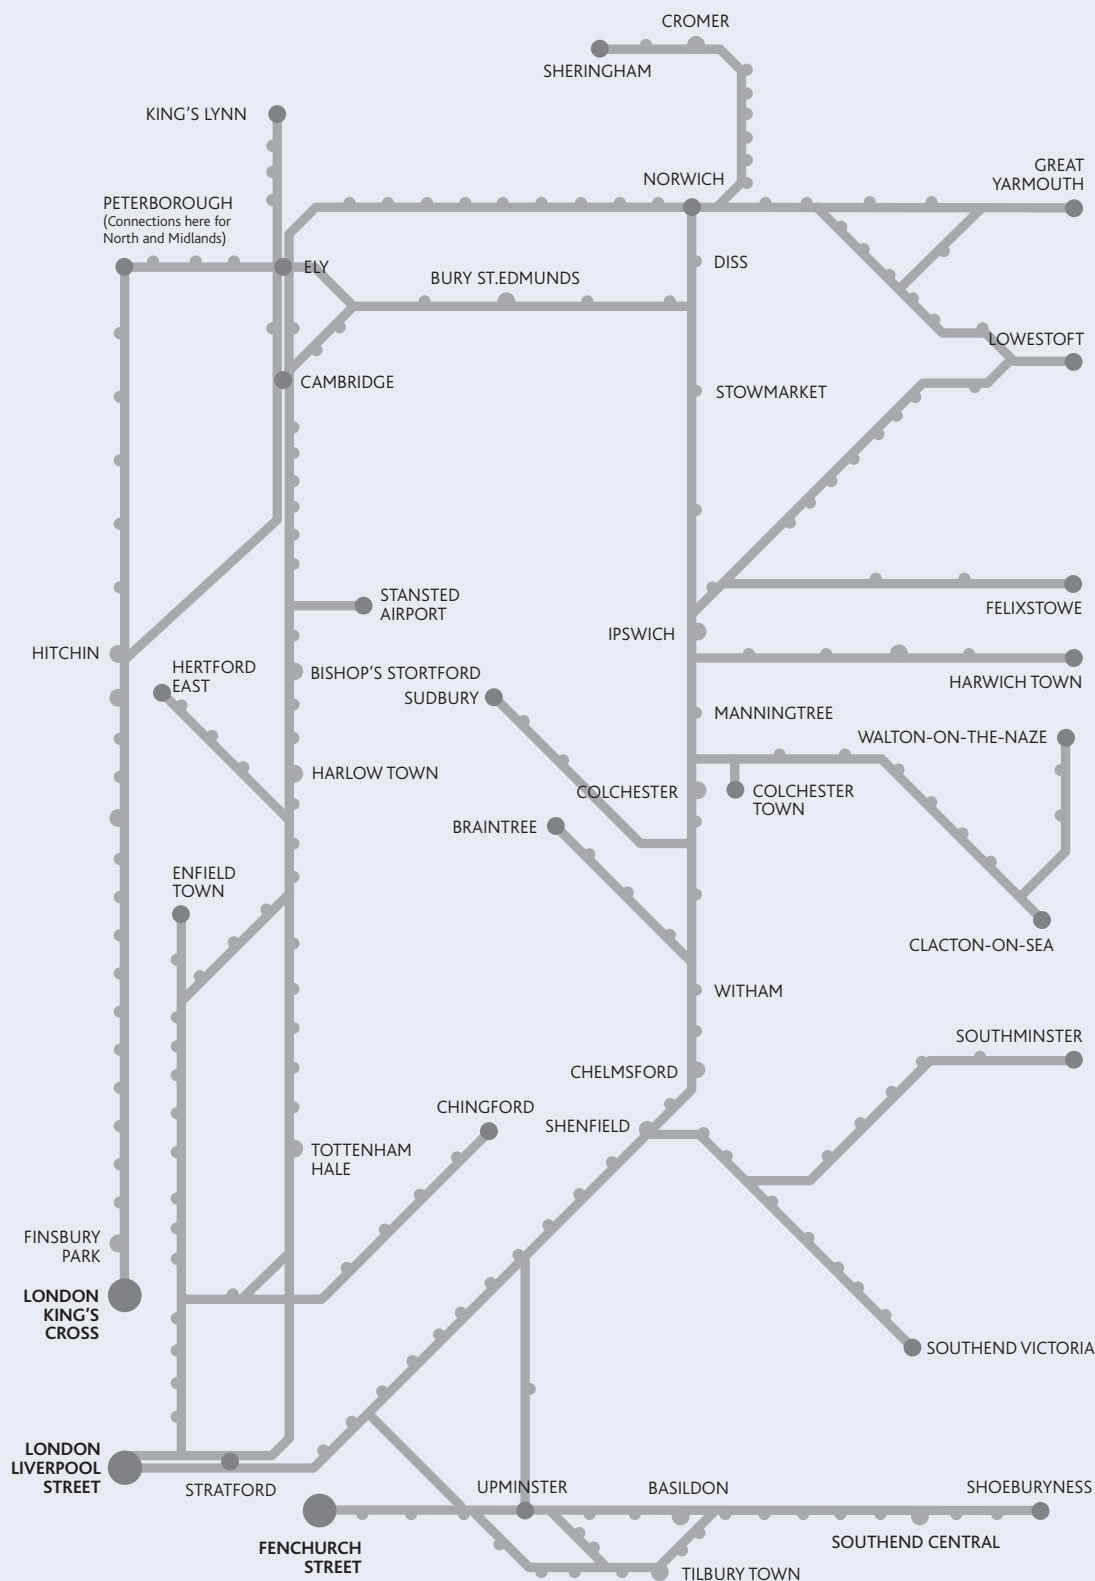 CROMER
SHERINGHAM
KING'S LYNN
GREAT
YARMOUTH
NORWICH
PETERBOROUGH
(Connections here for
North and Midlands)
ELY
DISS
BURY ST.EDMUNDS
LOWESTOFT
CAMBRIDGE
STOWMARKET
STANSTED
AIRPORT
FELIXSTOWE
IPSWICH
HITCHIN
HERTFORD
EAST
BISHOP'S STORTFORD
HARWICH TOWN
SUDBURY
MANNINGTREE
WALTON-ON-THE-NAZE
HARLOW TOWN
COLCHESTER
COLCHESTER
TOWN
BRAINTREE
ENFIELD
TOWN
CLACTON-ON-SEA
WITHAM
SOUTHMINSTER
CHELMSFORD
CHINGFORD
SHENFIELD
TOTTENHAM
HALE
FINSBURY
PARK
LONDON
KING'S
CROSS
SOUTHEND VICTORIA
LONDON
LIVERPOOL
STREET
STRATFORD
UPMINSTER
BASILDON
SHOEBURYNESS
FENCHURCH
STREET
SOUTHEND CENTRAL
TILBURY TOWN